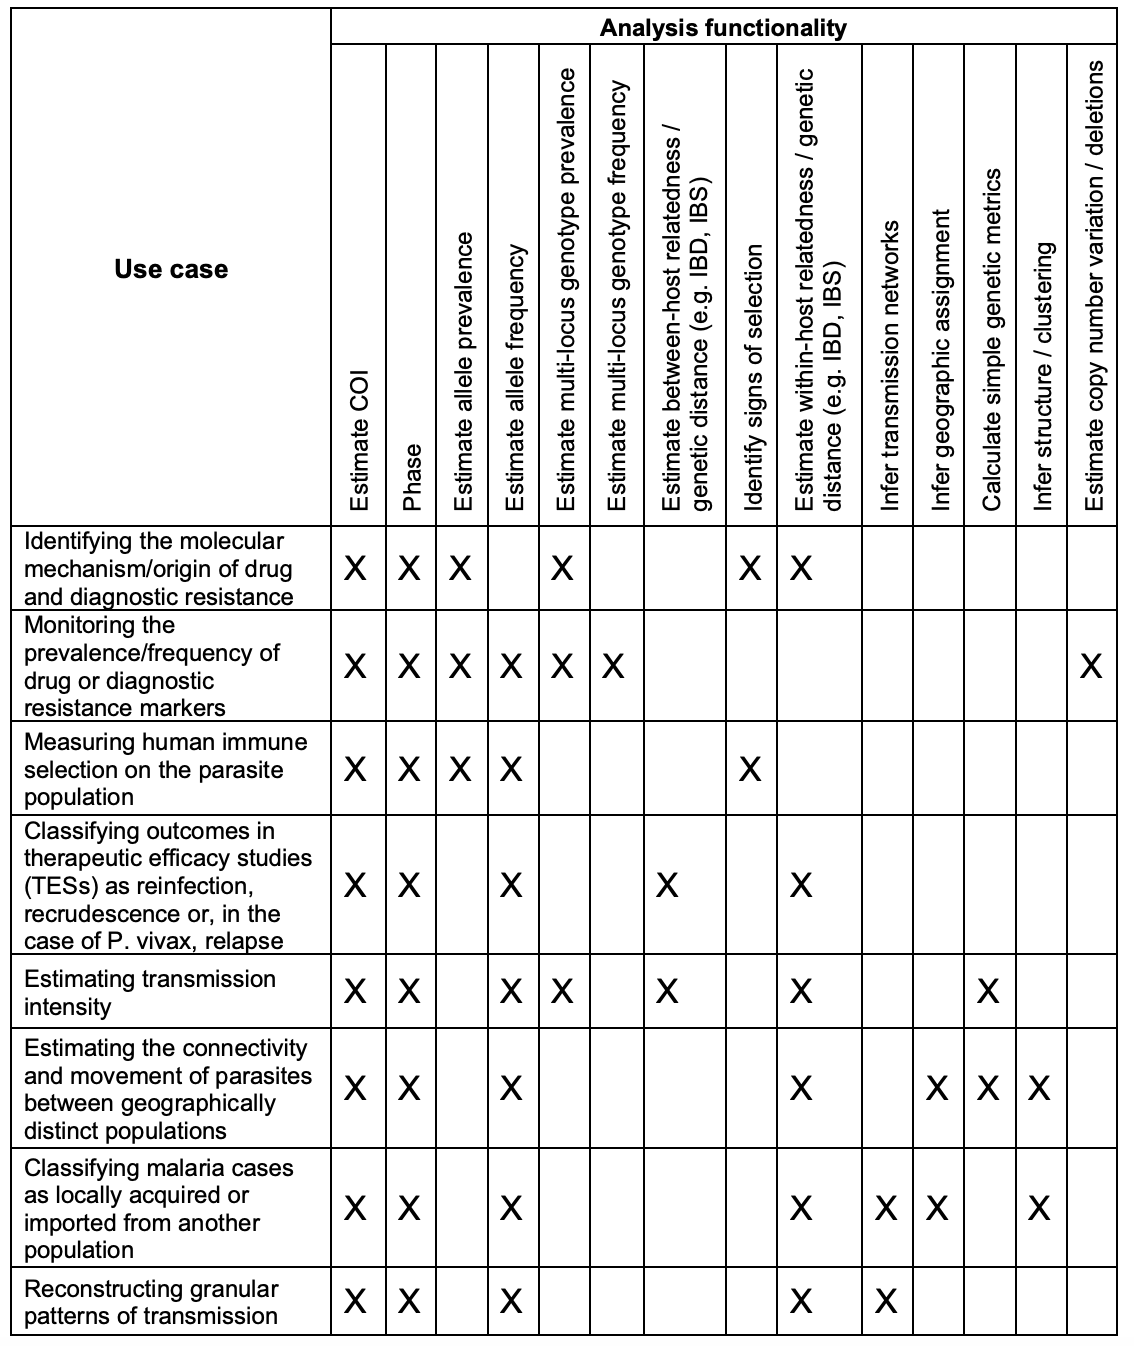 Analysis functionality
Use case
Estimate COI
Phase
Estimate allele prevalence
Estimate allele frequency
Estimate multi-locus genotype prevalence
Estimate multi-locus genotype frequency
Estimate between-host relatedness /
genetic distance (e.g. IBD, IBS)
Identify signs of selection
Estimate within-host relatedness / genetic
distance (e.g. IBD, IBS)
Infer transmission networks
Infer geographic assignment
Calculate simple genetic metrics
Infer structure / clustering
Estimate copy number variation / deletions
Identifying the molecular
mechanism/origin of drug
and diagnostic resistance
X X X X X X
Monitoring the
prevalence/frequency of
drug or diagnostic
resistance markers
X X X X X X X
Measuring human immune
selection on the parasite
population
X X X X X
Classifying outcomes in
therapeutic efficacy studies
(TESs) as reinfection,
recrudescence or, in the
case of P. vivax, relapse
X X X X X
Estimating transmission
intensity
X X X X X X X
Estimating the connectivity
and movement of parasites
between geographically
distinct populations
X X X X X X X
Classifying malaria cases
as locally acquired or
imported from another
population
X X X X X X X
Reconstructing granular
patterns of transmission
X X X X X